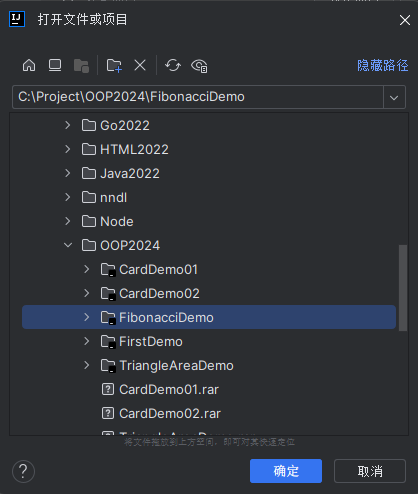 IJ 打开文件或项目
隐藏路径
C:\Project\OOP2024\FibonacciDemo
Go2022
HTML2022
Java2022
nndl
Node
OOP2024
CardDemo01
CardDemo02
FibonacciDemo
FirstDemo
TriangleAreaDemo
CardDemo01.rar
CardDemo02.rar
将文件拖放到上方空间，即可对其快速定位
?
确定
取消